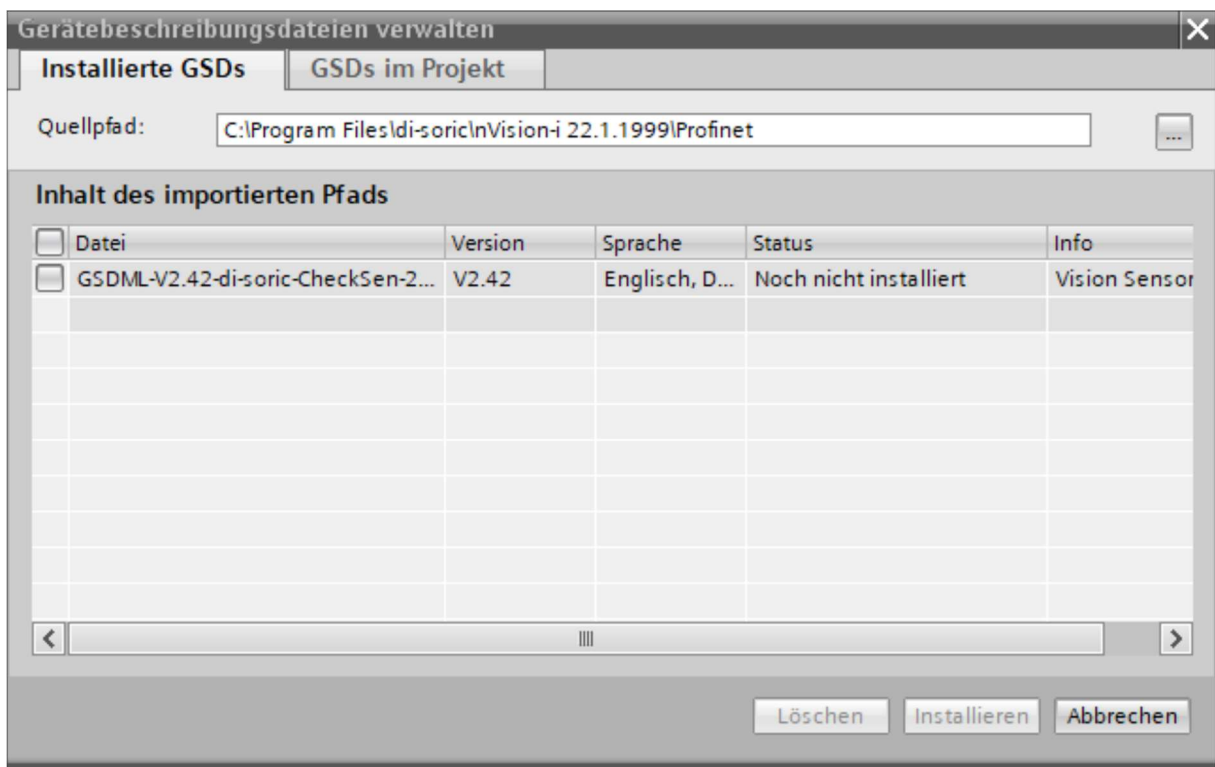 Gerätebeschreibungsdateien verwalten
Installierte GSDs GSDs im Projekt
Quellpfad: C:\Program Files\di-soric\nVision-i 22.1.1999\Profinet ...
Inhalt des importierten Pfads
Datei Version Sprache Status Info
GSDML-V2.42-di-soric-CheckSen-2... V2.42 Englisch, D... Noch nicht installiert Vision Sensor
Löschen Installieren Abbrechen